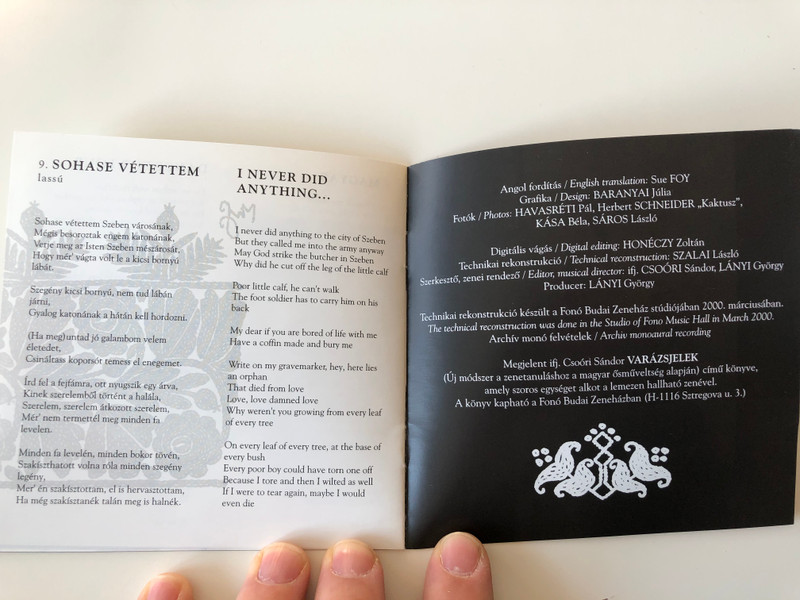 9. SOHASE VÉTETTEM
lassú
Sohase vétettem Szeben városának,
Mégis besoroztak engem katonának,
Verje meg az Isten Szeben mészárosát,
Hogy mér' vágta völt le a kicsi bornyú
lábát.
Szegény kicsi bornyú, nem tud lábán
járni,
Gyalog katonának a hátán kell hordozni.
(Ha meg)untad jó galambom velem
életedet,
Csináltass koporsót temess el enegemet.
Írd fel a fejfámra, ott nyugszik egy árva,
Kinek szerelemből történt a halála,
Szerelem, szerelem átkozott szerelem,
Mér' nem termettél meg minden fa
levelen.
Minden fa levelén, minden bokor tövén,
Szakíszthatott volna róla minden szegény
legény,
Mer' én szakísztottam, el is hervasztottam,
Ha még szakísztanék talán meg is halnék.
I NEVER DID
ANYTHING...
I never did anything to the city of Szeben
But they called me into the army anyway
May God strike the butcher in Szeben
Why did he cut off the leg of the little calf
Poor little calf, he can't walk
The foot soldier has to carry him on his
back
My dear if you are bored of life with me
Have a coffin made and bury me
Write on my gravemarker, hey, here lies
an orphan
That died from love
Love, love damned love
Why weren't you growing from every leaf
of every tree
On every leaf of every tree, at the base of
every bush
Every poor boy could have torn one off
Because I tore and then I wilted as well
If I were to tear again, maybe I would
even die
Angol fordítás / English translation: Sue FOY
Grafika / Design: BARANYAI Júlia
Fotók / Photos: HAVASRÉTI Pál, Herbert SCHNEIDER „Kaktusz",
KÁSA Béla, SÁROS László
Digitális vágás / Digital editing: HONÉCZY Zoltán
Technikai rekonstrukció / Technical reconstruction: SZALAI László
Szerkesztő, zenei rendező / Editor, musical director: ifj. CSOÓRI Sándor, LÁNYI György
Producer: LÁNYI György
Technikai rekonstrukció készült a Fonó Budai Zeneház stúdiójában 2000. márciusában.
The technical reconstruction was done in the Studio of Fono Music Hall in March 2000.
Archív monó felvételek / Archiv monoaural recording
Megjelent ifj. Csoóri Sándor VARÁZSJELEK
(Új módszer a zenetanuláshoz a magyar ősműveltség alapján) című könyve,
amely szoros egységet alkot a lemezen hallható zenével.
A könyv kapható a Fonó Budai Zeneházban (H-1116 Sztregova u. 3.)